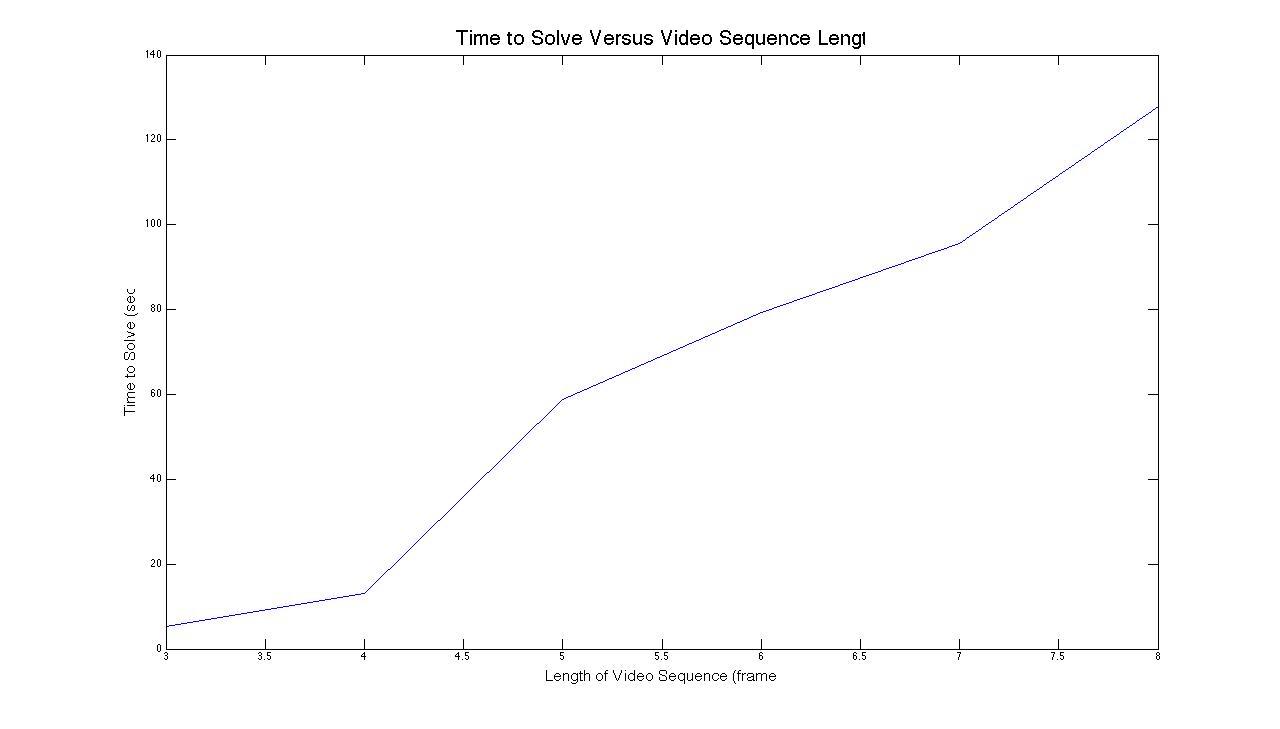 Time to Solve Versus Video Sequence Lengt
140
120
100
80
60
40
20
0
Time to Solve (sec
3 3.5 4 4.5 5 5.5 6 6.5 7 7.5 8
Length of Video Sequence (frame